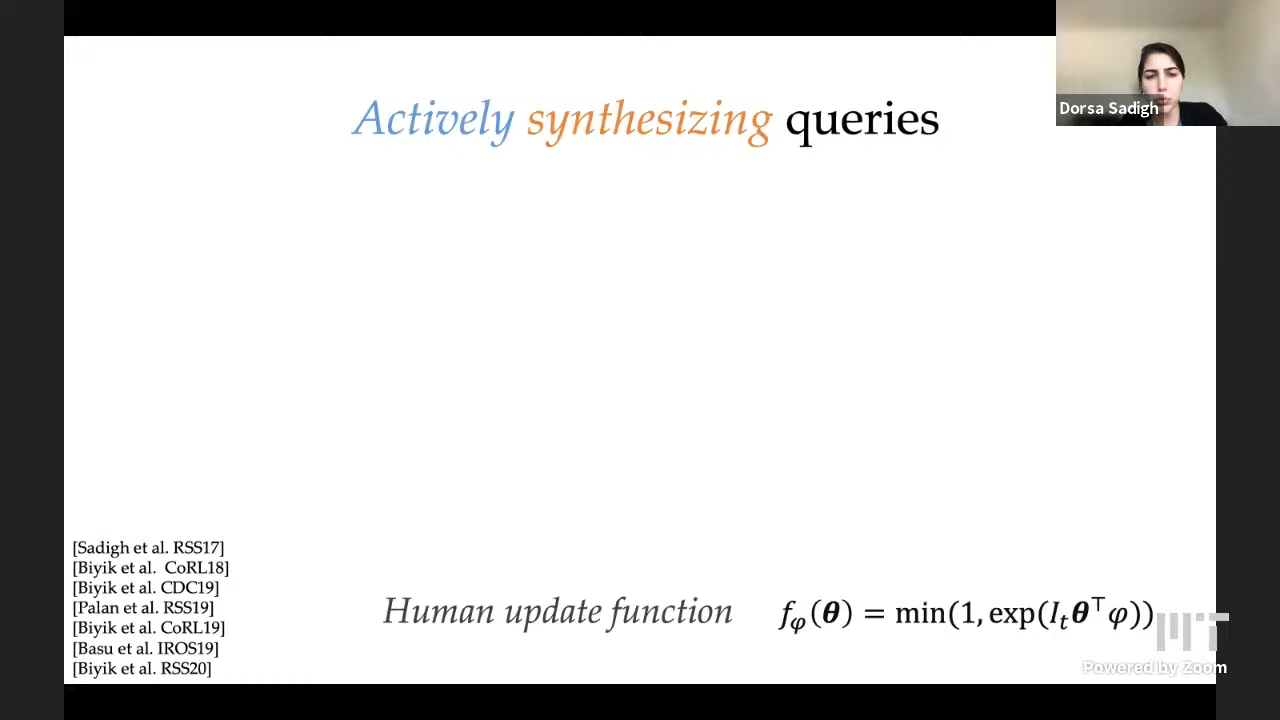 Dorsa Sadigh
Actively synthesizing queries
[Sadigh et al. RSS17]
[Biyik et al.  CoRL18]
[Biyik et al. CDC19]
[Palan et al. RSS19]
[Biyik et al. CoRL19]
[Basu et al. IROS19]
[Biyik et al. RSS20]
Human update function f_φ(θ) = min(1, exp(I_t θ^⊤ φ))
MIT
Powered by Zoom